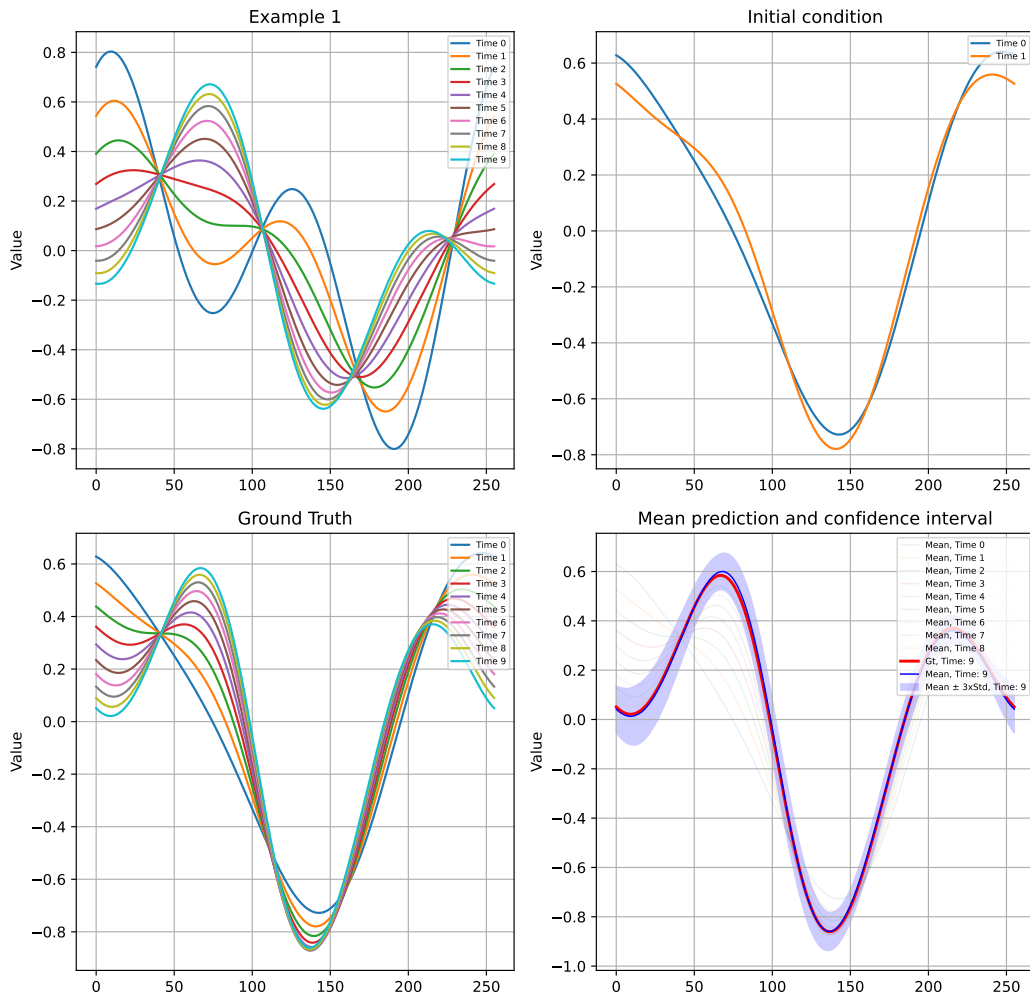 Example 1
Value
0.8
0.6
0.4
0.2
0.0
−0.2
−0.4
−0.6
−0.8
0
50
100
150
200
250
Time 0
Time 1
Time 2
Time 3
Time 4
Time 5
Time 6
Time 7
Time 8
Time 9
Initial condition
0.6
0.4
0.2
0.0
−0.2
−0.4
−0.6
−0.8
0
50
100
150
200
250
Time 0
Time 1
Ground Truth
Value
0.6
0.4
0.2
0.0
−0.2
−0.4
−0.6
−0.8
0
50
100
150
200
250
Time 0
Time 1
Time 2
Time 3
Time 4
Time 5
Time 6
Time 7
Time 8
Time 9
Mean prediction and confidence interval
Value
0.6
0.4
0.2
0.0
−0.2
−0.4
−0.6
−0.8
−1.0
0
50
100
150
200
250
Mean, Time 0
Mean, Time 1
Mean, Time 2
Mean, Time 3
Mean, Time 4
Mean, Time 5
Mean, Time 6
Mean, Time 7
Mean, Time 8
Gt, Time: 9
Mean, Time: 9
Mean ± 3xStd, Time: 9